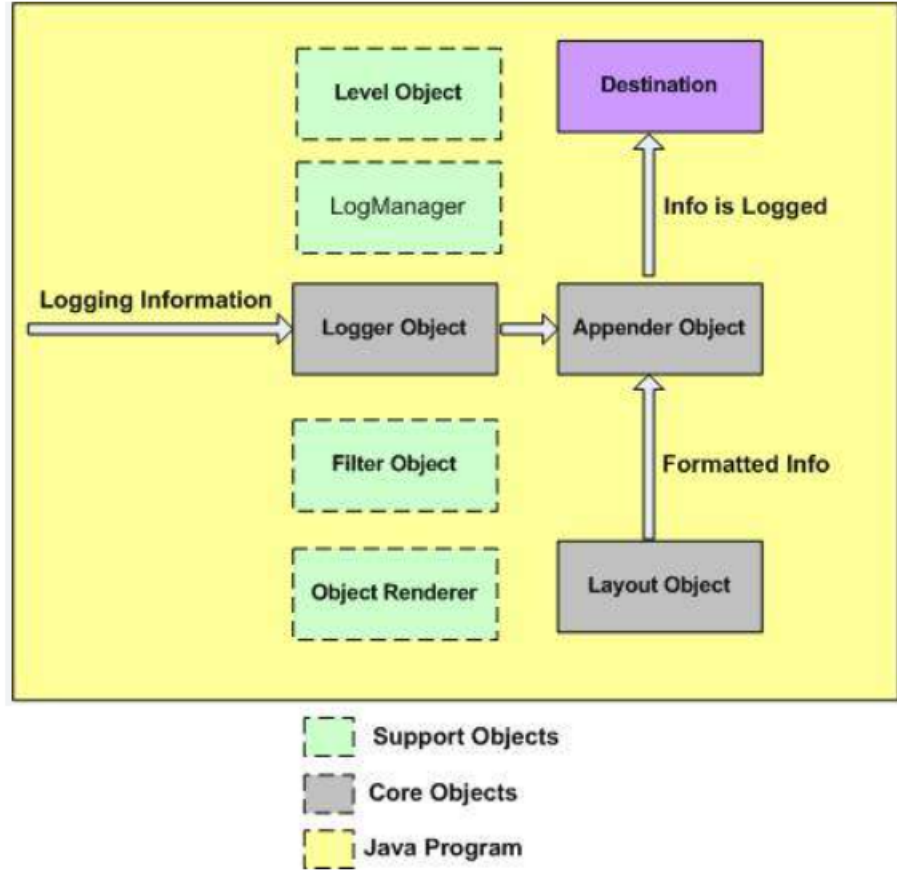 Level Object
Destination
LogManager
Info is Logged
Logging Information
Logger Object
Appender Object
Filter Object
Formatted Info
Object Renderer
Layout Object
Support Objects
Core Objects
Java Program